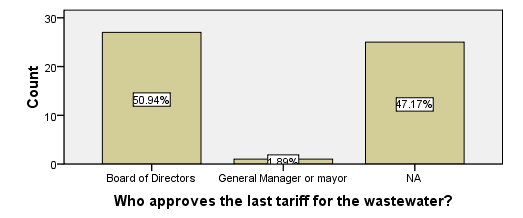 30
20
10
0
Count
50.94%
1.89%
47.17%
Board of Directors
General Manager or mayor
NA
Who approves the last tariff for the wastewater?